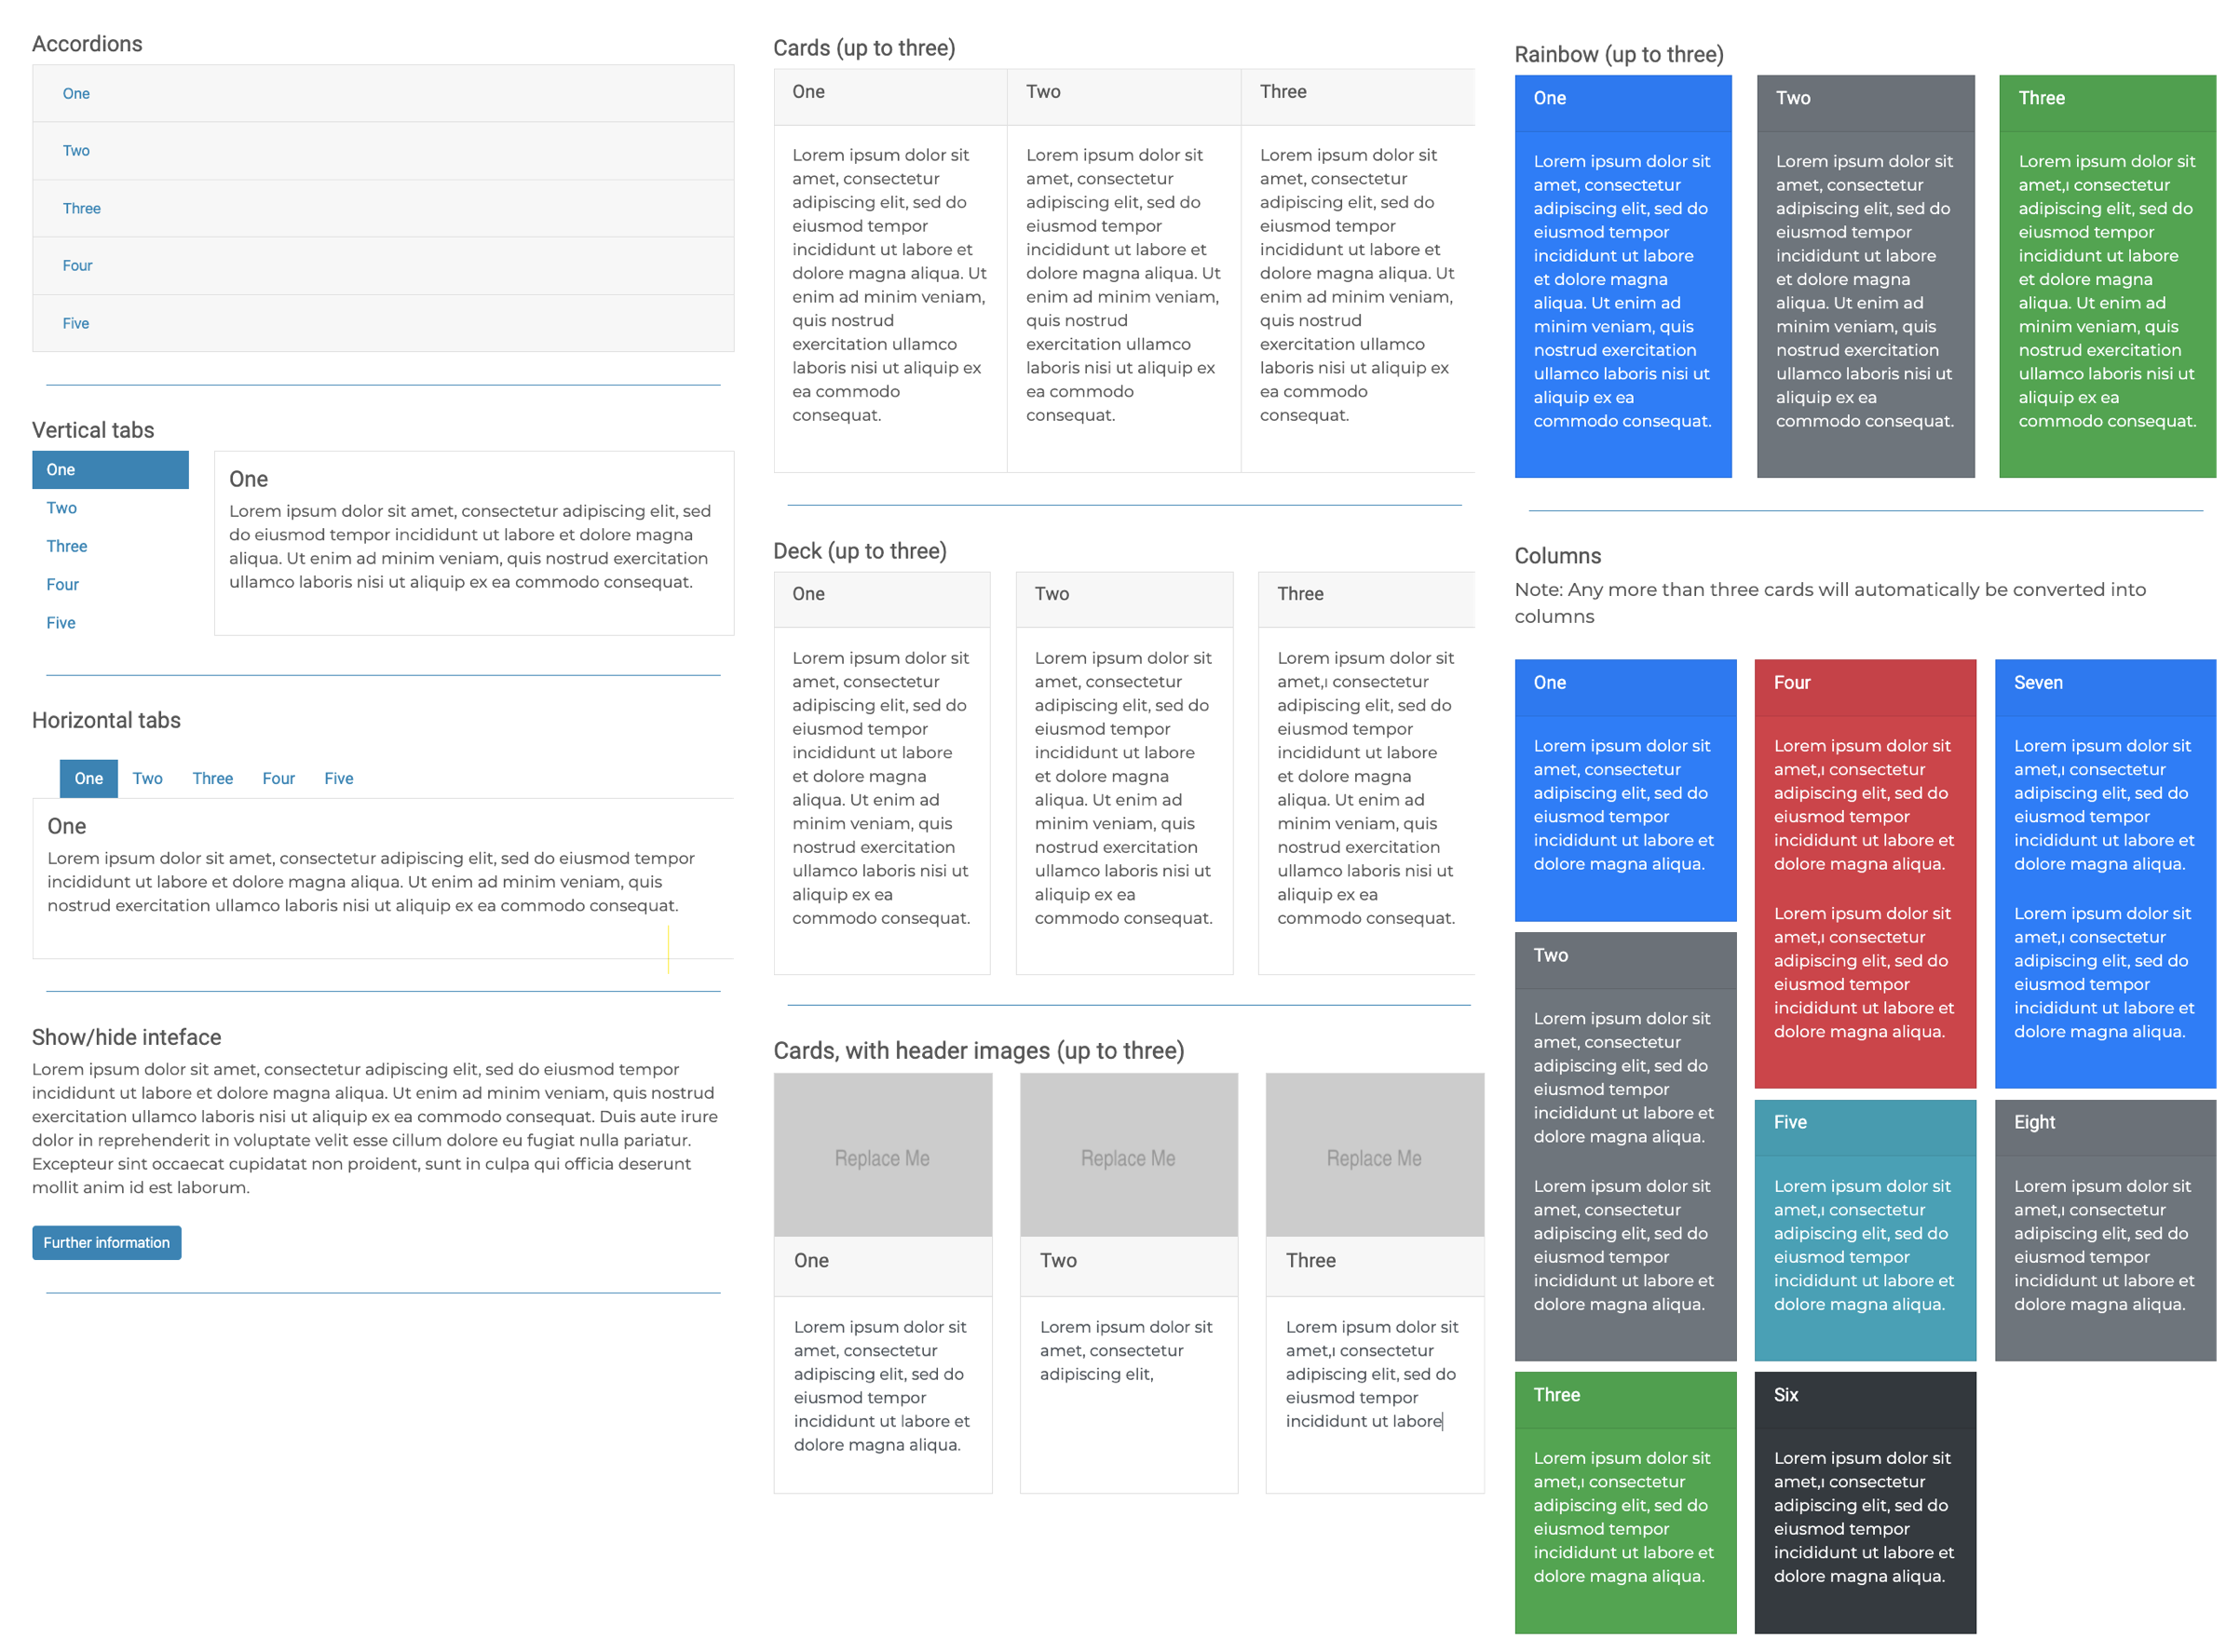 Accordions
One
Two
Three
Four
Five
Vertical tabs
One
Two
Three
Four
Five
One
Lorem ipsum dolor sit amet, consectetur adipiscing elit, sed
do eiusmod tempor incididunt ut labore et dolore magna
aliqua. Ut enim ad minim veniam, quis nostrud exercitation
ullamco laboris nisi ut aliquip ex ea commodo consequat.
Horizontal tabs
One Two Three Four Five
One
Lorem ipsum dolor sit amet, consectetur adipiscing elit, sed do eiusmod tempor
incididunt ut labore et dolore magna aliqua. Ut enim ad minim veniam, quis
nostrud exercitation ullamco laboris nisi ut aliquip ex ea commodo consequat.
Show/hide inteface
Lorem ipsum dolor sit amet, consectetur adipiscing elit, sed do eiusmod tempor
incididunt ut labore et dolore magna aliqua. Ut enim ad minim veniam, quis nostrud
exercitation ullamco laboris nisi ut aliquip ex ea commodo consequat. Duis aute irure
dolor in reprehenderit in voluptate velit esse cillum dolore eu fugiat nulla pariatur.
Excepteur sint occaecat cupidatat non proident, sunt in culpa qui officia deserunt
mollit anim id est laborum.
Further information
Cards (up to three)
One
Lorem ipsum dolor sit
amet, consectetur
adipiscing elit, sed do
eiusmod tempor
incididunt ut labore et
dolore magna aliqua. Ut
enim ad minim veniam,
quis nostrud
exercitation ullamco
laboris nisi ut aliquip ex
ea commodo
consequat.
Two
Lorem ipsum dolor sit
amet, consectetur
adipiscing elit, sed do
eiusmod tempor
incididunt ut labore et
dolore magna aliqua. Ut
enim ad minim veniam,
quis nostrud
exercitation ullamco
laboris nisi ut aliquip ex
ea commodo
consequat.
Three
Lorem ipsum dolor sit
amet, consectetur
adipiscing elit, sed do
eiusmod tempor
incididunt ut labore et
dolore magna aliqua. Ut
enim ad minim veniam,
quis nostrud
exercitation ullamco
laboris nisi ut aliquip ex
ea commodo
consequat.
Deck (up to three)
One
Lorem ipsum dolor sit
amet, consectetur
adipiscing elit, sed do
eiusmod tempor
incididunt ut labore
et dolore magna
aliqua. Ut enim ad
minim veniam, quis
nostrud exercitation
ullamco laboris nisi ut
aliquip ex ea
commodo consequat.
Two
Lorem ipsum dolor sit
amet, consectetur
adipiscing elit, sed do
eiusmod tempor
incididunt ut labore
et dolore magna
aliqua. Ut enim ad
minim veniam, quis
nostrud exercitation
ullamco laboris nisi ut
aliquip ex ea
commodo consequat.
Three
Lorem ipsum dolor sit
amet,ı consectetur
adipiscing elit, sed do
eiusmod tempor
incididunt ut labore
et dolore magna
aliqua. Ut enim ad
minim veniam, quis
nostrud exercitation
ullamco laboris nisi ut
aliquip ex ea
commodo consequat.
Cards, with header images (up to three)
Replace Me
One
Lorem ipsum dolor sit
amet, consectetur
adipiscing elit, sed do
eiusmod tempor
incididunt ut labore et
dolore magna aliqua.
Replace Me
Two
Lorem ipsum dolor sit
amet, consectetur
adipiscing elit,
Replace Me
Three
Lorem ipsum dolor sit
amet,ı consectetur
adipiscing elit, sed do
eiusmod tempor
incididunt ut labore
Rainbow (up to three)
One
Lorem ipsum dolor sit
amet, consectetur
adipiscing elit, sed do
eiusmod tempor
incididunt ut labore
et dolore magna
aliqua. Ut enim ad
minim veniam, quis
nostrud exercitation
ullamco laboris nisi ut
aliquip ex ea
commodo consequat.
Two
Lorem ipsum dolor sit
amet, consectetur
adipiscing elit, sed do
eiusmod tempor
incididunt ut labore
et dolore magna
aliqua. Ut enim ad
minim veniam, quis
nostrud exercitation
ullamco laboris nisi ut
aliquip ex ea
commodo consequat.
Three
Lorem ipsum dolor sit
amet,ı consectetur
adipiscing elit, sed do
eiusmod tempor
incididunt ut labore
et dolore magna
aliqua. Ut enim ad
minim veniam, quis
nostrud exercitation
ullamco laboris nisi ut
aliquip ex ea
commodo consequat.
Columns
Note: Any more than three cards will automatically be converted into
columns
One
Lorem ipsum dolor sit
amet, consectetur
adipiscing elit, sed do
eiusmod tempor
incididunt ut labore et
dolore magna aliqua.
Two
Lorem ipsum dolor sit
amet, consectetur
adipiscing elit, sed do
eiusmod tempor
incididunt ut labore et
dolore magna aliqua.
Lorem ipsum dolor sit
amet, consectetur
adipiscing elit, sed do
eiusmod tempor
incididunt ut labore et
dolore magna aliqua.
Three
Lorem ipsum dolor sit
amet,ı consectetur
adipiscing elit, sed do
eiusmod tempor
incididunt ut labore et
dolore magna aliqua.
Four
Lorem ipsum dolor sit
amet,ı consectetur
adipiscing elit, sed do
eiusmod tempor
incididunt ut labore et
dolore magna aliqua.
Lorem ipsum dolor sit
amet,ı consectetur
adipiscing elit, sed do
eiusmod tempor
incididunt ut labore et
dolore magna aliqua.
Five
Lorem ipsum dolor sit
amet,ı consectetur
adipiscing elit, sed do
eiusmod tempor
incididunt ut labore et
dolore magna aliqua.
Six
Lorem ipsum dolor sit
amet,ı consectetur
adipiscing elit, sed do
eiusmod tempor
incididunt ut labore et
dolore magna aliqua.
Seven
Lorem ipsum dolor sit
amet,ı consectetur
adipiscing elit, sed do
eiusmod tempor
incididunt ut labore et
dolore magna aliqua.
Lorem ipsum dolor sit
amet,ı consectetur
adipiscing elit, sed do
eiusmod tempor
incididunt ut labore et
dolore magna aliqua.
Eight
Lorem ipsum dolor sit
amet,ı consectetur
adipiscing elit, sed do
eiusmod tempor
incididunt ut labore et
dolore magna aliqua.